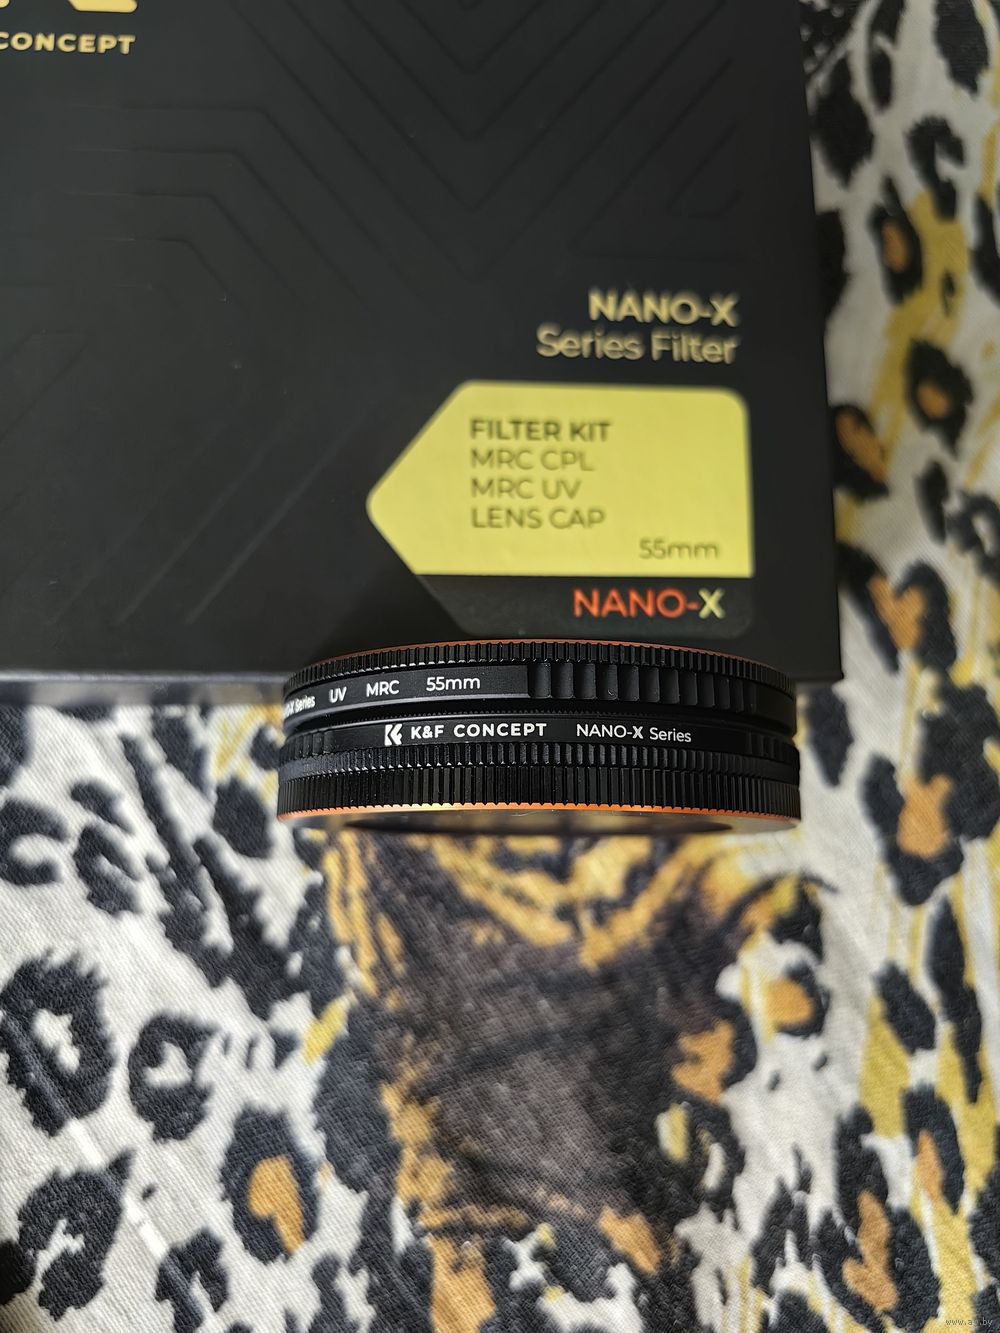 CONCEPT
NANO-X
Series Filter
FILTER KIT
MRC CPL
MRC UV
LENS CAP
55mm
NANO-X
Series UV MRC 55mm
K&F CONCEPT NANO-X Series